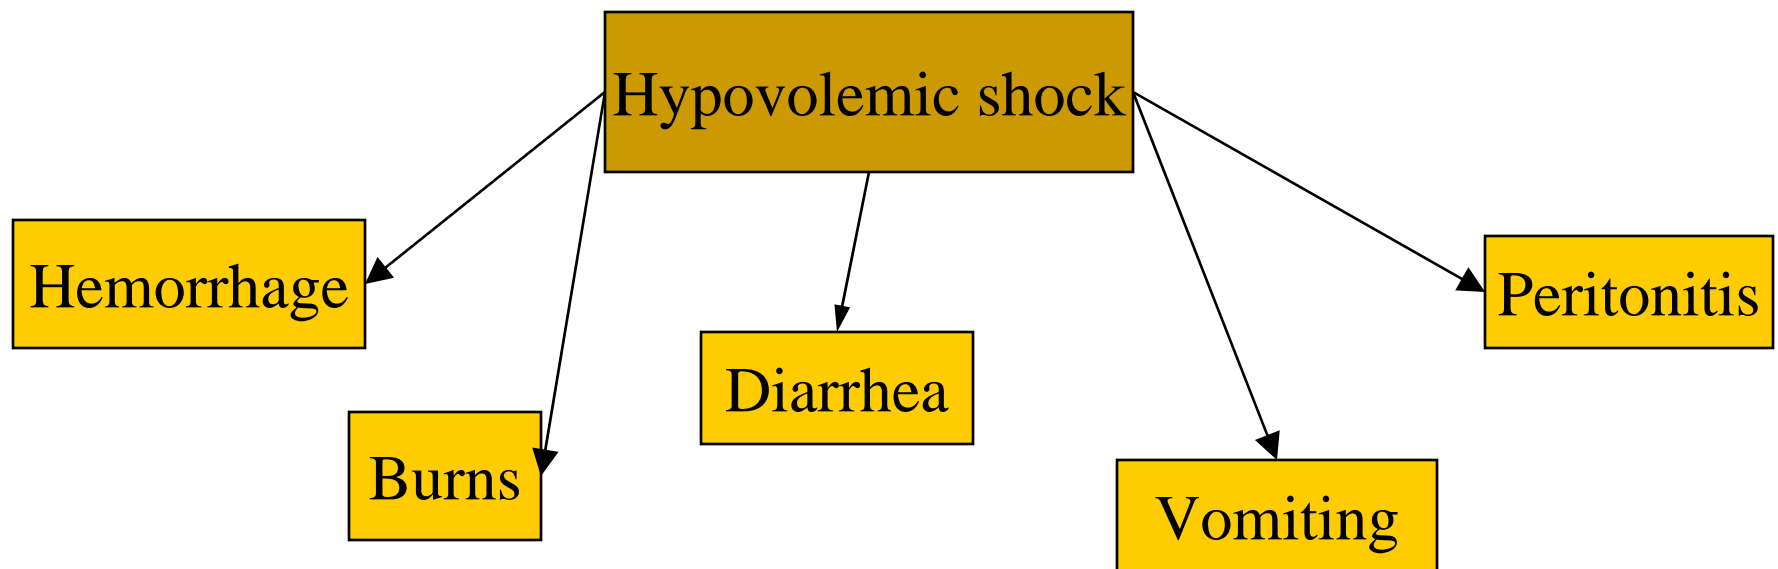 Hypovolemic shock
Hemorrhage
Peritonitis
Diarrhea
Burns
Vomiting